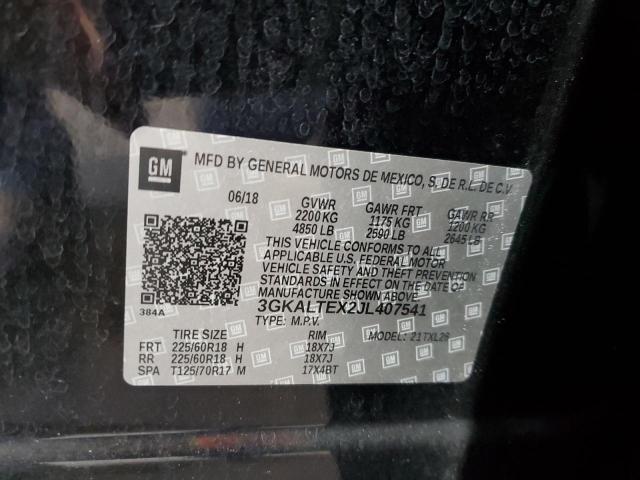 GM MFD BY GENERAL MOTORS DE MEXICO, S. DE R.L. DE C.V.
06/18 GVWR GAWR FRT GAWR RR
2200 KG 1175 KG 1200 KG
4850 LB 2590 LB 2645 LB
THIS VEHICLE CONFORMS TO ALL
APPLICABLE U.S. FEDERAL MOTOR
VEHICLE SAFETY AND THEFT PREVENTION
STANDARDS IN EFFECT ON THE DATE OF
MANUFACTURE SHOWN ABOVE
384A 3GKALTEX2JL407541
TYPE: M.P.V. MODEL: 21TXL26
TIRE SIZE RIM
FRT 225/60R18 H 18X7J
RR 225/60R18 H 18X7J
SPA T125/70R17 M 17X4BT